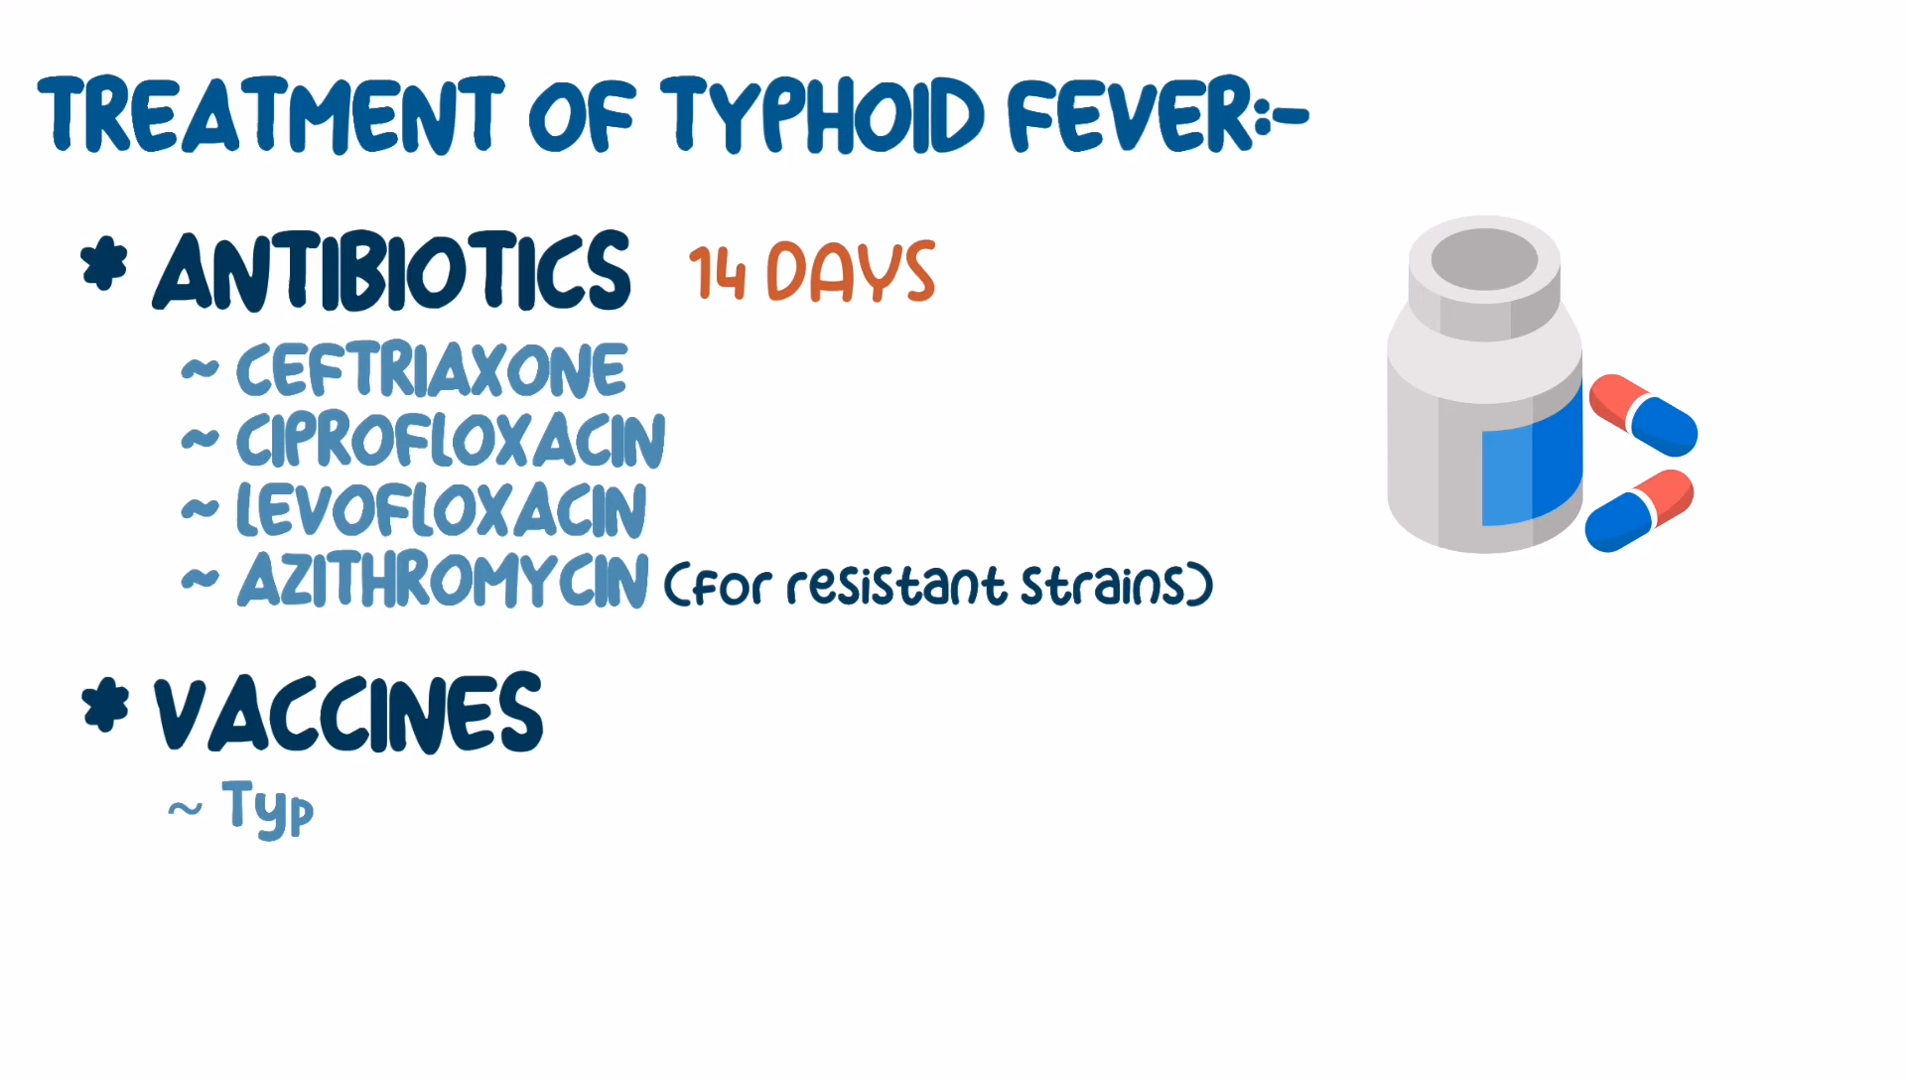 TREATMENT OF TYPHOID FEVER:-
* ANTIBIOTICS 14 DAYS
~ CEFTRIAXONE
~ CIPROFLOXACIN
~ LEVOFLOXACIN
~ AZITHROMYCIN (for resistant strains)
* VACCINES
~ Typ